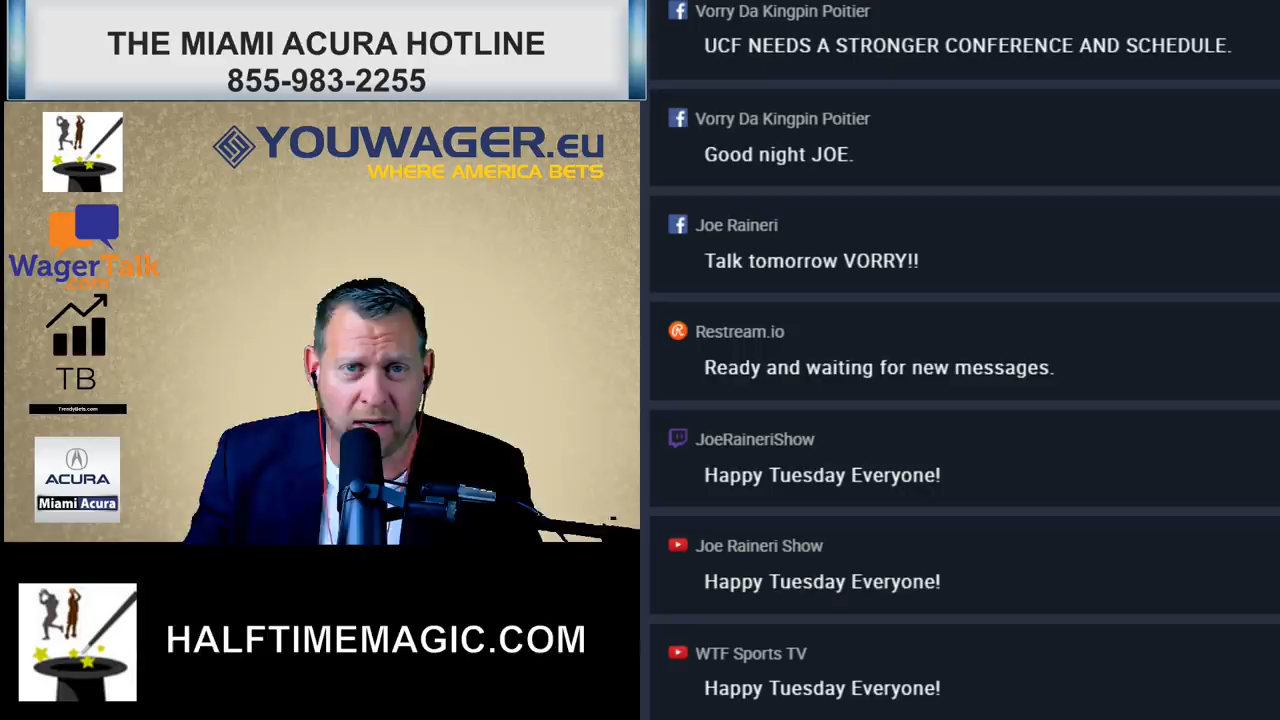 THE MIAMI ACURA HOTLINE
855-983-2255
YOUWAGER.eu
WHERE AMERICA BETS
WagerTalk
.com
TB
TrendyBets.com
ACURA
Miami Acura
HALFTIMEMAGIC.COM
Vorry Da Kingpin Poitier
UCF NEEDS A STRONGER CONFERENCE AND SCHEDULE.
Vorry Da Kingpin Poitier
Good night JOE.
Joe Raineri
Talk tomorrow VORRY!!
Restream.io
Ready and waiting for new messages.
JoeRaineriShow
Happy Tuesday Everyone!
Joe Raineri Show
Happy Tuesday Everyone!
WTF Sports TV
Happy Tuesday Everyone!